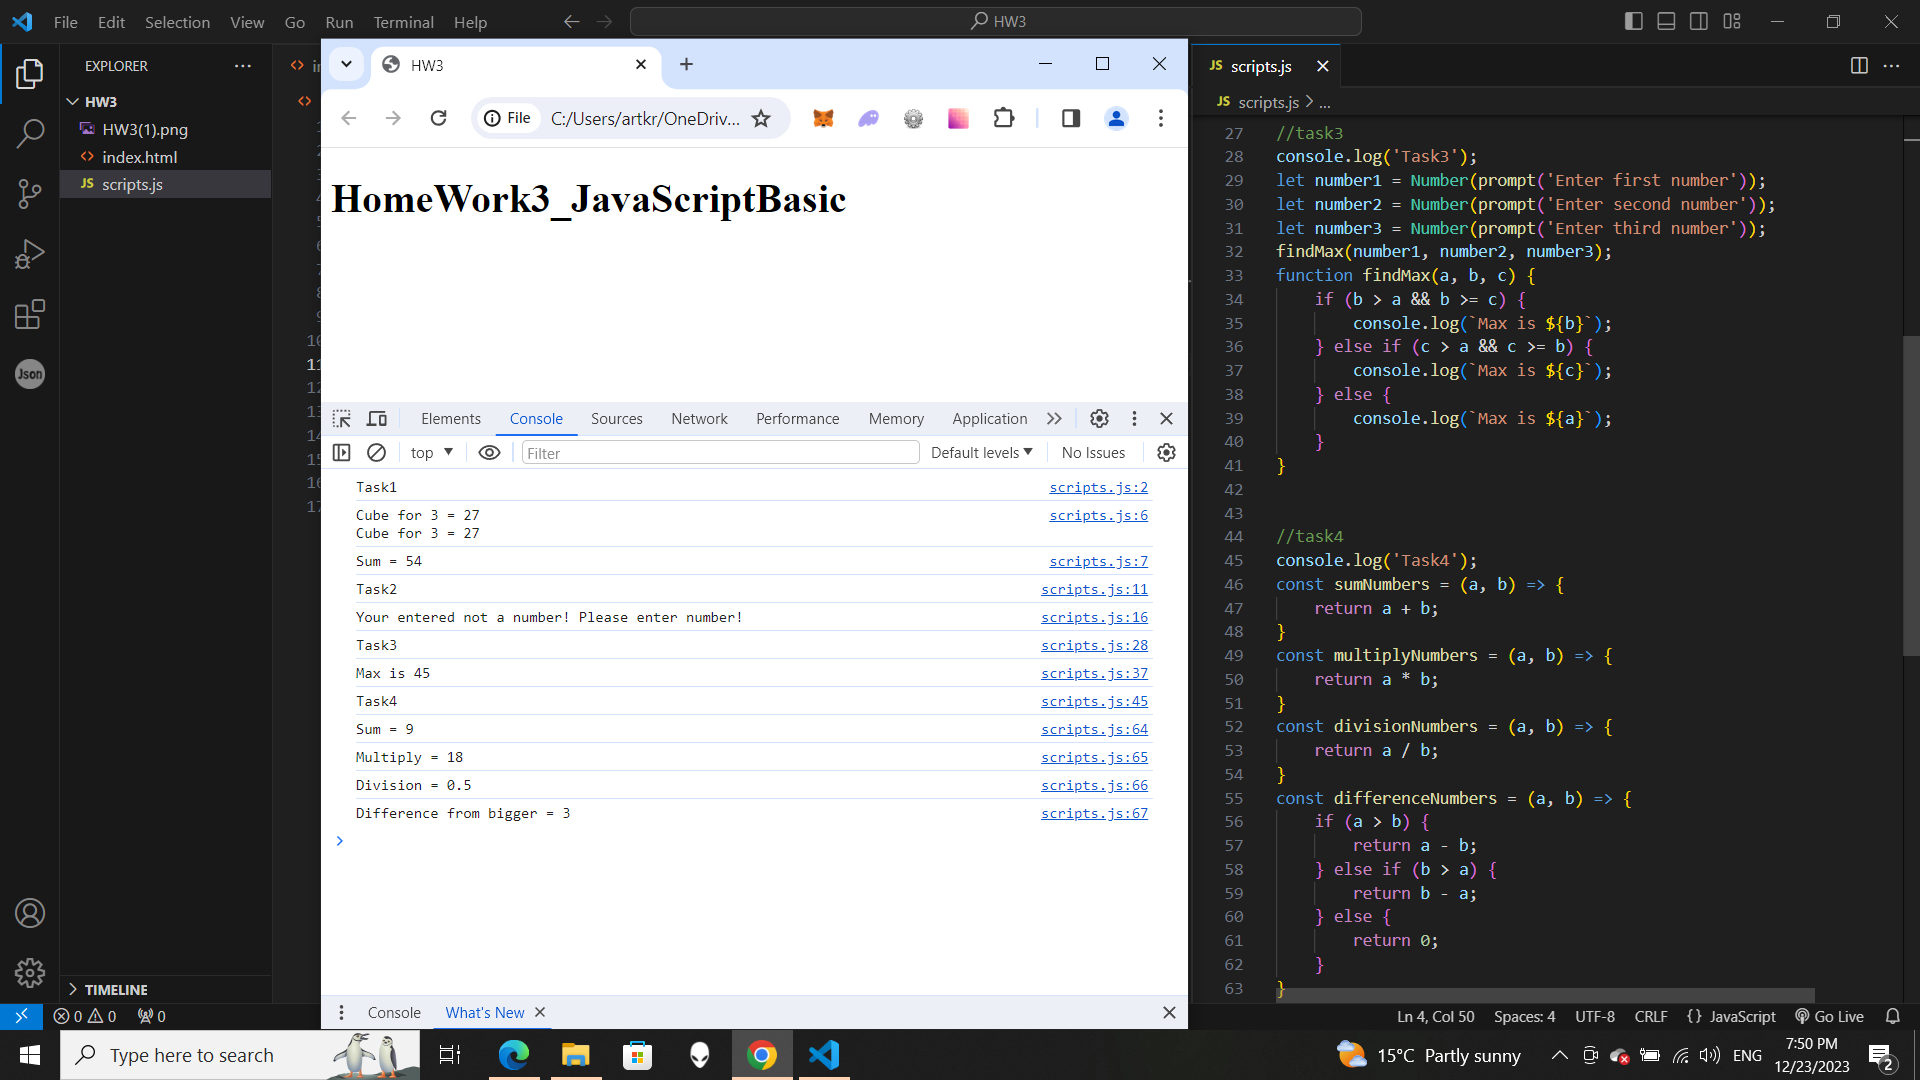 File Edit Selection View Go Run Terminal Help
HW3
EXPLORER
HW3
HW3(1).png
index.html
JS scripts.js
Json
TIMELINE
10
11
12
13
14
15
16
17
HW3
File C:/Users/artkr/OneDriv...
HomeWork3_JavaScriptBasic
Elements Console Sources Network Performance Memory Application
top Filter Default levels No Issues
Task1 scripts.js:2
Cube for 3 = 27 scripts.js:6
Cube for 3 = 27
Sum = 54 scripts.js:7
Task2 scripts.js:11
Your entered not a number! Please enter number! scripts.js:16
Task3 scripts.js:28
Max is 45 scripts.js:37
Task4 scripts.js:45
Sum = 9 scripts.js:64
Multiply = 18 scripts.js:65
Division = 0.5 scripts.js:66
Difference from bigger = 3 scripts.js:67
Console What's New
JS scripts.js
JS scripts.js > ...
27 //task3
28 console.log('Task3');
29 let number1 = Number(prompt('Enter first number'));
30 let number2 = Number(prompt('Enter second number'));
31 let number3 = Number(prompt('Enter third number'));
32 findMax(number1, number2, number3);
33 function findMax(a, b, c) {
34 if (b > a && b >= c) {
35 console.log(`Max is ${b}`);
36 } else if (c > a && c >= b) {
37 console.log(`Max is ${c}`);
38 } else {
39 console.log(`Max is ${a}`);
40 }
41 }
42
43
44 //task4
45 console.log('Task4');
46 const sumNumbers = (a, b) => {
47 return a + b;
48 }
49 const multiplyNumbers = (a, b) => {
50 return a * b;
51 }
52 const divisionNumbers = (a, b) => {
53 return a / b;
54 }
55 const differenceNumbers = (a, b) => {
56 if (a > b) {
57 return a - b;
58 } else if (b > a) {
59 return b - a;
60 } else {
61 return 0;
62 }
63 }
0 0 0
Ln 4, Col 50 Spaces: 4 UTF-8 CRLF {} JavaScript Go Live
Type here to search
15°C Partly sunny
ENG
7:50 PM
12/23/2023
2